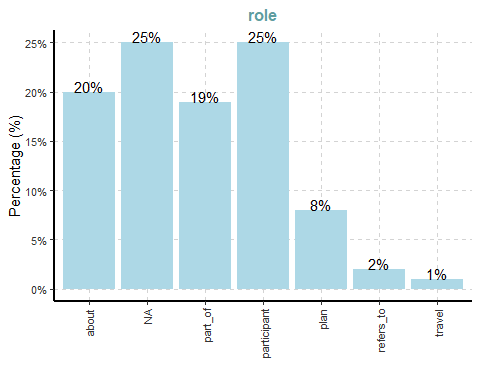 role
Percentage (%)
25%
20%
15%
10%
5%
0%
20%
25%
19%
25%
8%
2%
1%
about
NA
part_of
participant
plan
refers_to
travel